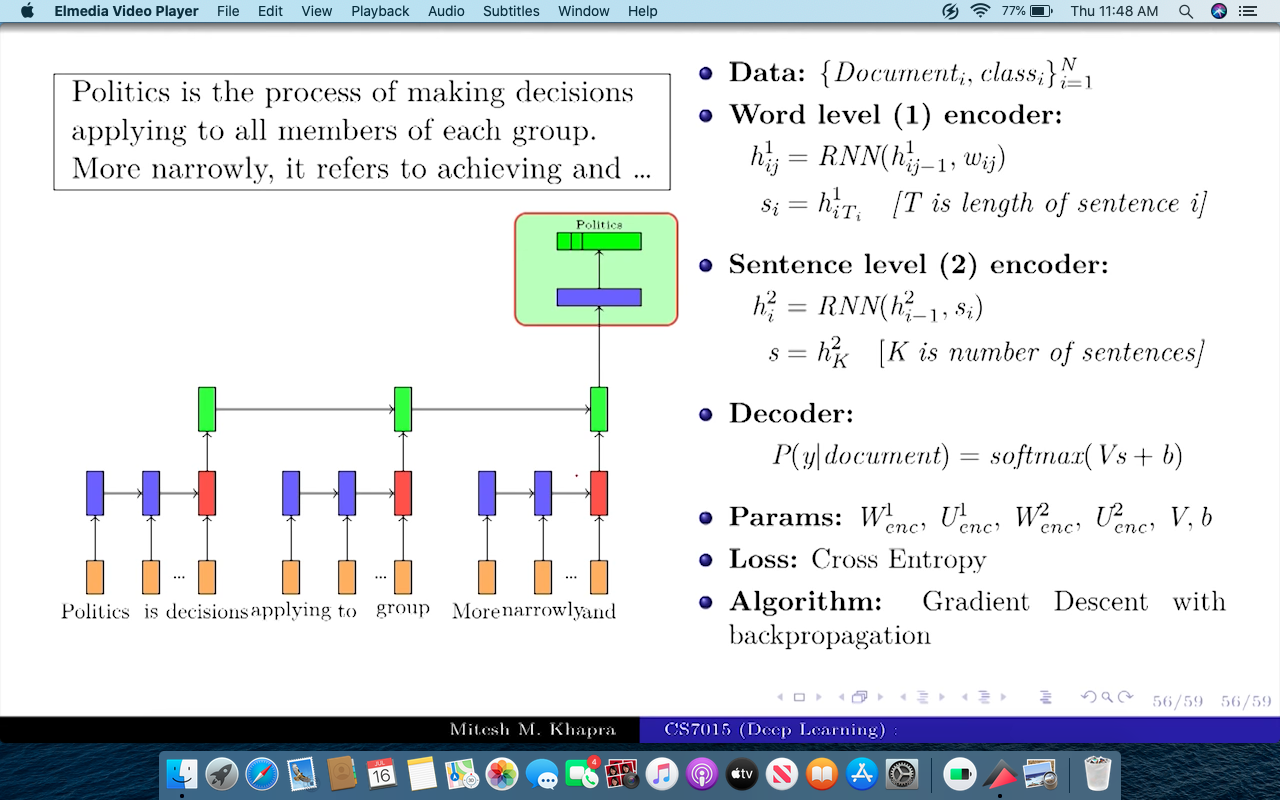 Elmedia Video Player File Edit View Playback Audio Subtitles Window Help 77% Thu 11:48 AM
Politics is the process of making decisions
applying to all members of each group.
More narrowly, it refers to achieving and ...
Politics
... ... ...
Politics is decisions applying to group More narrowly and
• Data: {Document_i, class_i}_{i=1}^N
• Word level (1) encoder:
h_{ij}^1 = RNN(h_{ij-1}^1, w_{ij})
s_i = h_{iT_i}^1 [T is length of sentence i]
• Sentence level (2) encoder:
h_i^2 = RNN(h_{i-1}^2, s_i)
s = h_K^2 [K is number of sentences]
• Decoder:
P(y|document) = softmax(Vs + b)
• Params: W_{enc}^1, U_{enc}^1, W_{enc}^2, U_{enc}^2, V, b
• Loss: Cross Entropy
• Algorithm: Gradient Descent with
backpropagation
56/59 56/59
Mitesh M. Khapra CS7015 (Deep Learning) :
JUL
16
4
tv